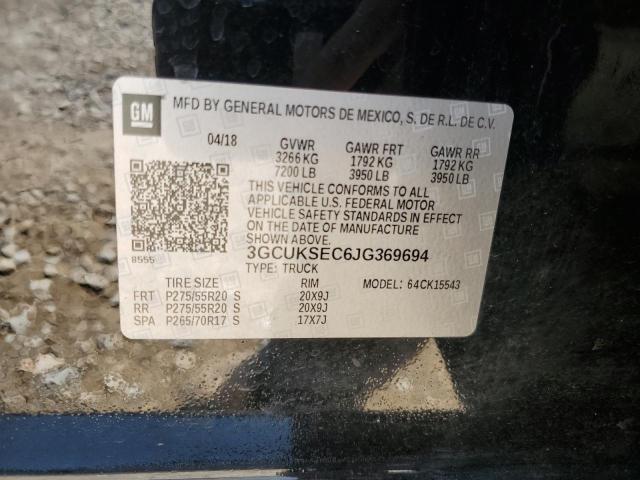 GM
MFD BY GENERAL MOTORS DE MEXICO, S. DE R.L. DE C.V.
04/18 GVWR GAWR FRT GAWR RR
3266 KG 1792 KG 1792 KG
7200 LB 3950 LB 3950 LB
THIS VEHICLE CONFORMS TO ALL
APPLICABLE U.S. FEDERAL MOTOR
VEHICLE SAFETY STANDARDS IN EFFECT
ON THE DATE OF MANUFACTURE
SHOWN ABOVE.
8555 3GCUKSEC6JG369694
TYPE: TRUCK
TIRE SIZE RIM MODEL: 64CK15543
FRT P275/55R20 S 20X9J
RR P275/55R20 S 20X9J
SPA P265/70R17 S 17X7J